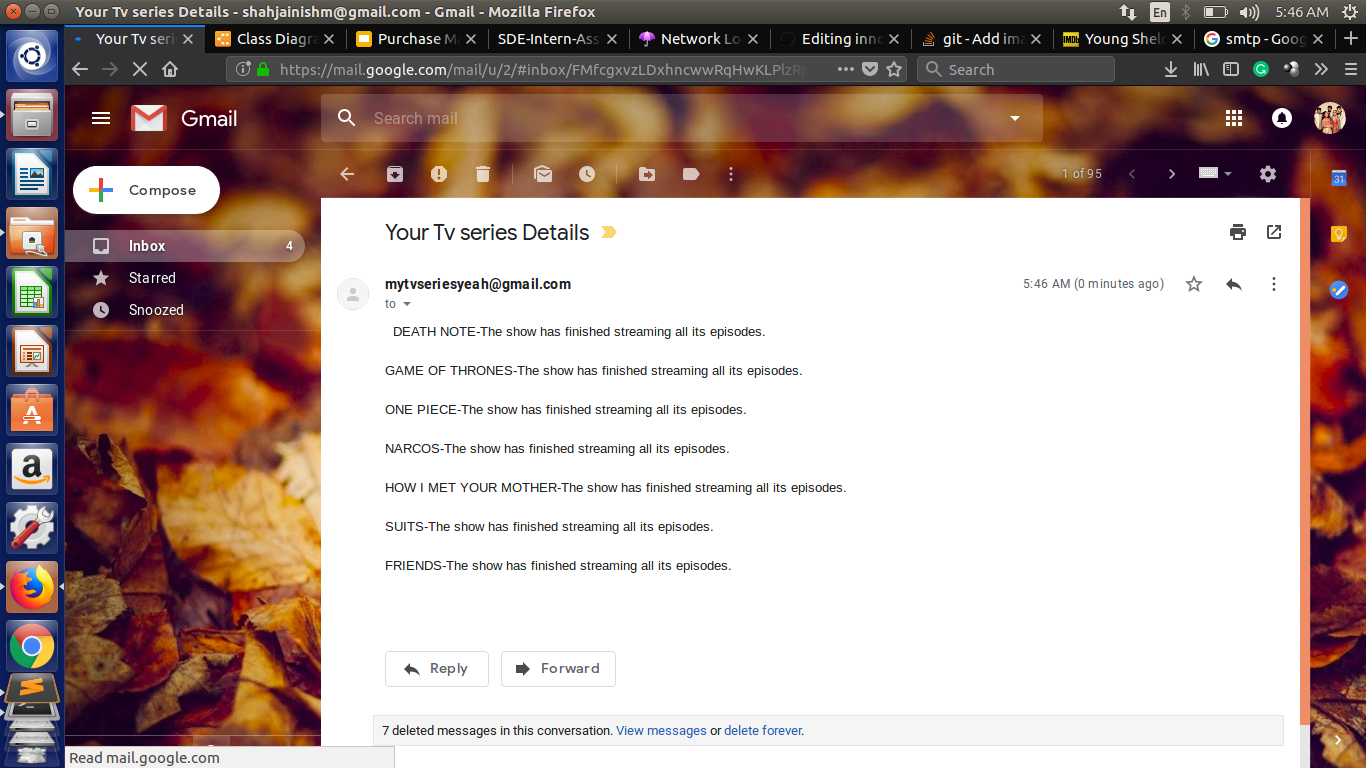 Your Tv series Details - shahjainishm@gmail.com - Gmail - Mozilla Firefox
En
5:46 AM
Your Tv seri
Class Diagra
Purchase Ma
SDE-Intern-Ass
Network Lo
Editing inno
git - Add ima
IMDb Young Shel
smtp - Goog
https://mail.google.com/mail/u/2/#inbox/FMfcgxvzLDxhncwwRqHwKLPlzR
Search
Gmail
Search mail
Compose
1 of 95
31
Inbox 4
Starred
Snoozed
Your Tv series Details
mytvseriesyeah@gmail.com
5:46 AM (0 minutes ago)
to
DEATH NOTE-The show has finished streaming all its episodes.
GAME OF THRONES-The show has finished streaming all its episodes.
ONE PIECE-The show has finished streaming all its episodes.
NARCOS-The show has finished streaming all its episodes.
HOW I MET YOUR MOTHER-The show has finished streaming all its episodes.
SUITS-The show has finished streaming all its episodes.
FRIENDS-The show has finished streaming all its episodes.
Reply
Forward
7 deleted messages in this conversation. View messages or delete forever.
Read mail.google.com